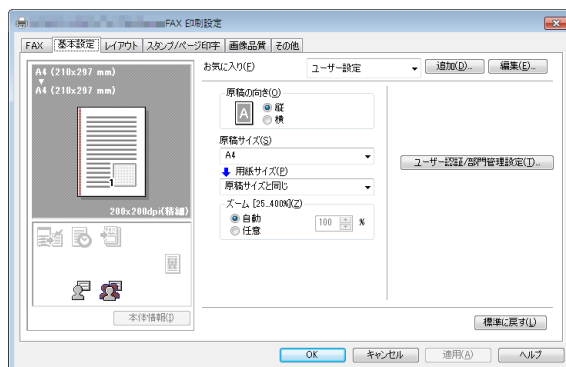 FAX 印刷設定
FAX 基本設定 レイアウト スタンプ/ページ印字 画像品質 その他
A4 (210x297 mm)
A4 (210x297 mm)
1
200x200dpi(精細)
本体情報(I)
お気に入り(F) ユーザー設定 追加(D)... 編集(E)...
原稿の向き(O)
A
縦
横
原稿サイズ(S)
A4
用紙サイズ(P)
原稿サイズと同じ
ズーム [25..400%](Z)
自動
任意
100 %
ユーザー認証/部門管理設定(T)...
標準に戻す(L)
OK キャンセル 適用(A) ヘルプ